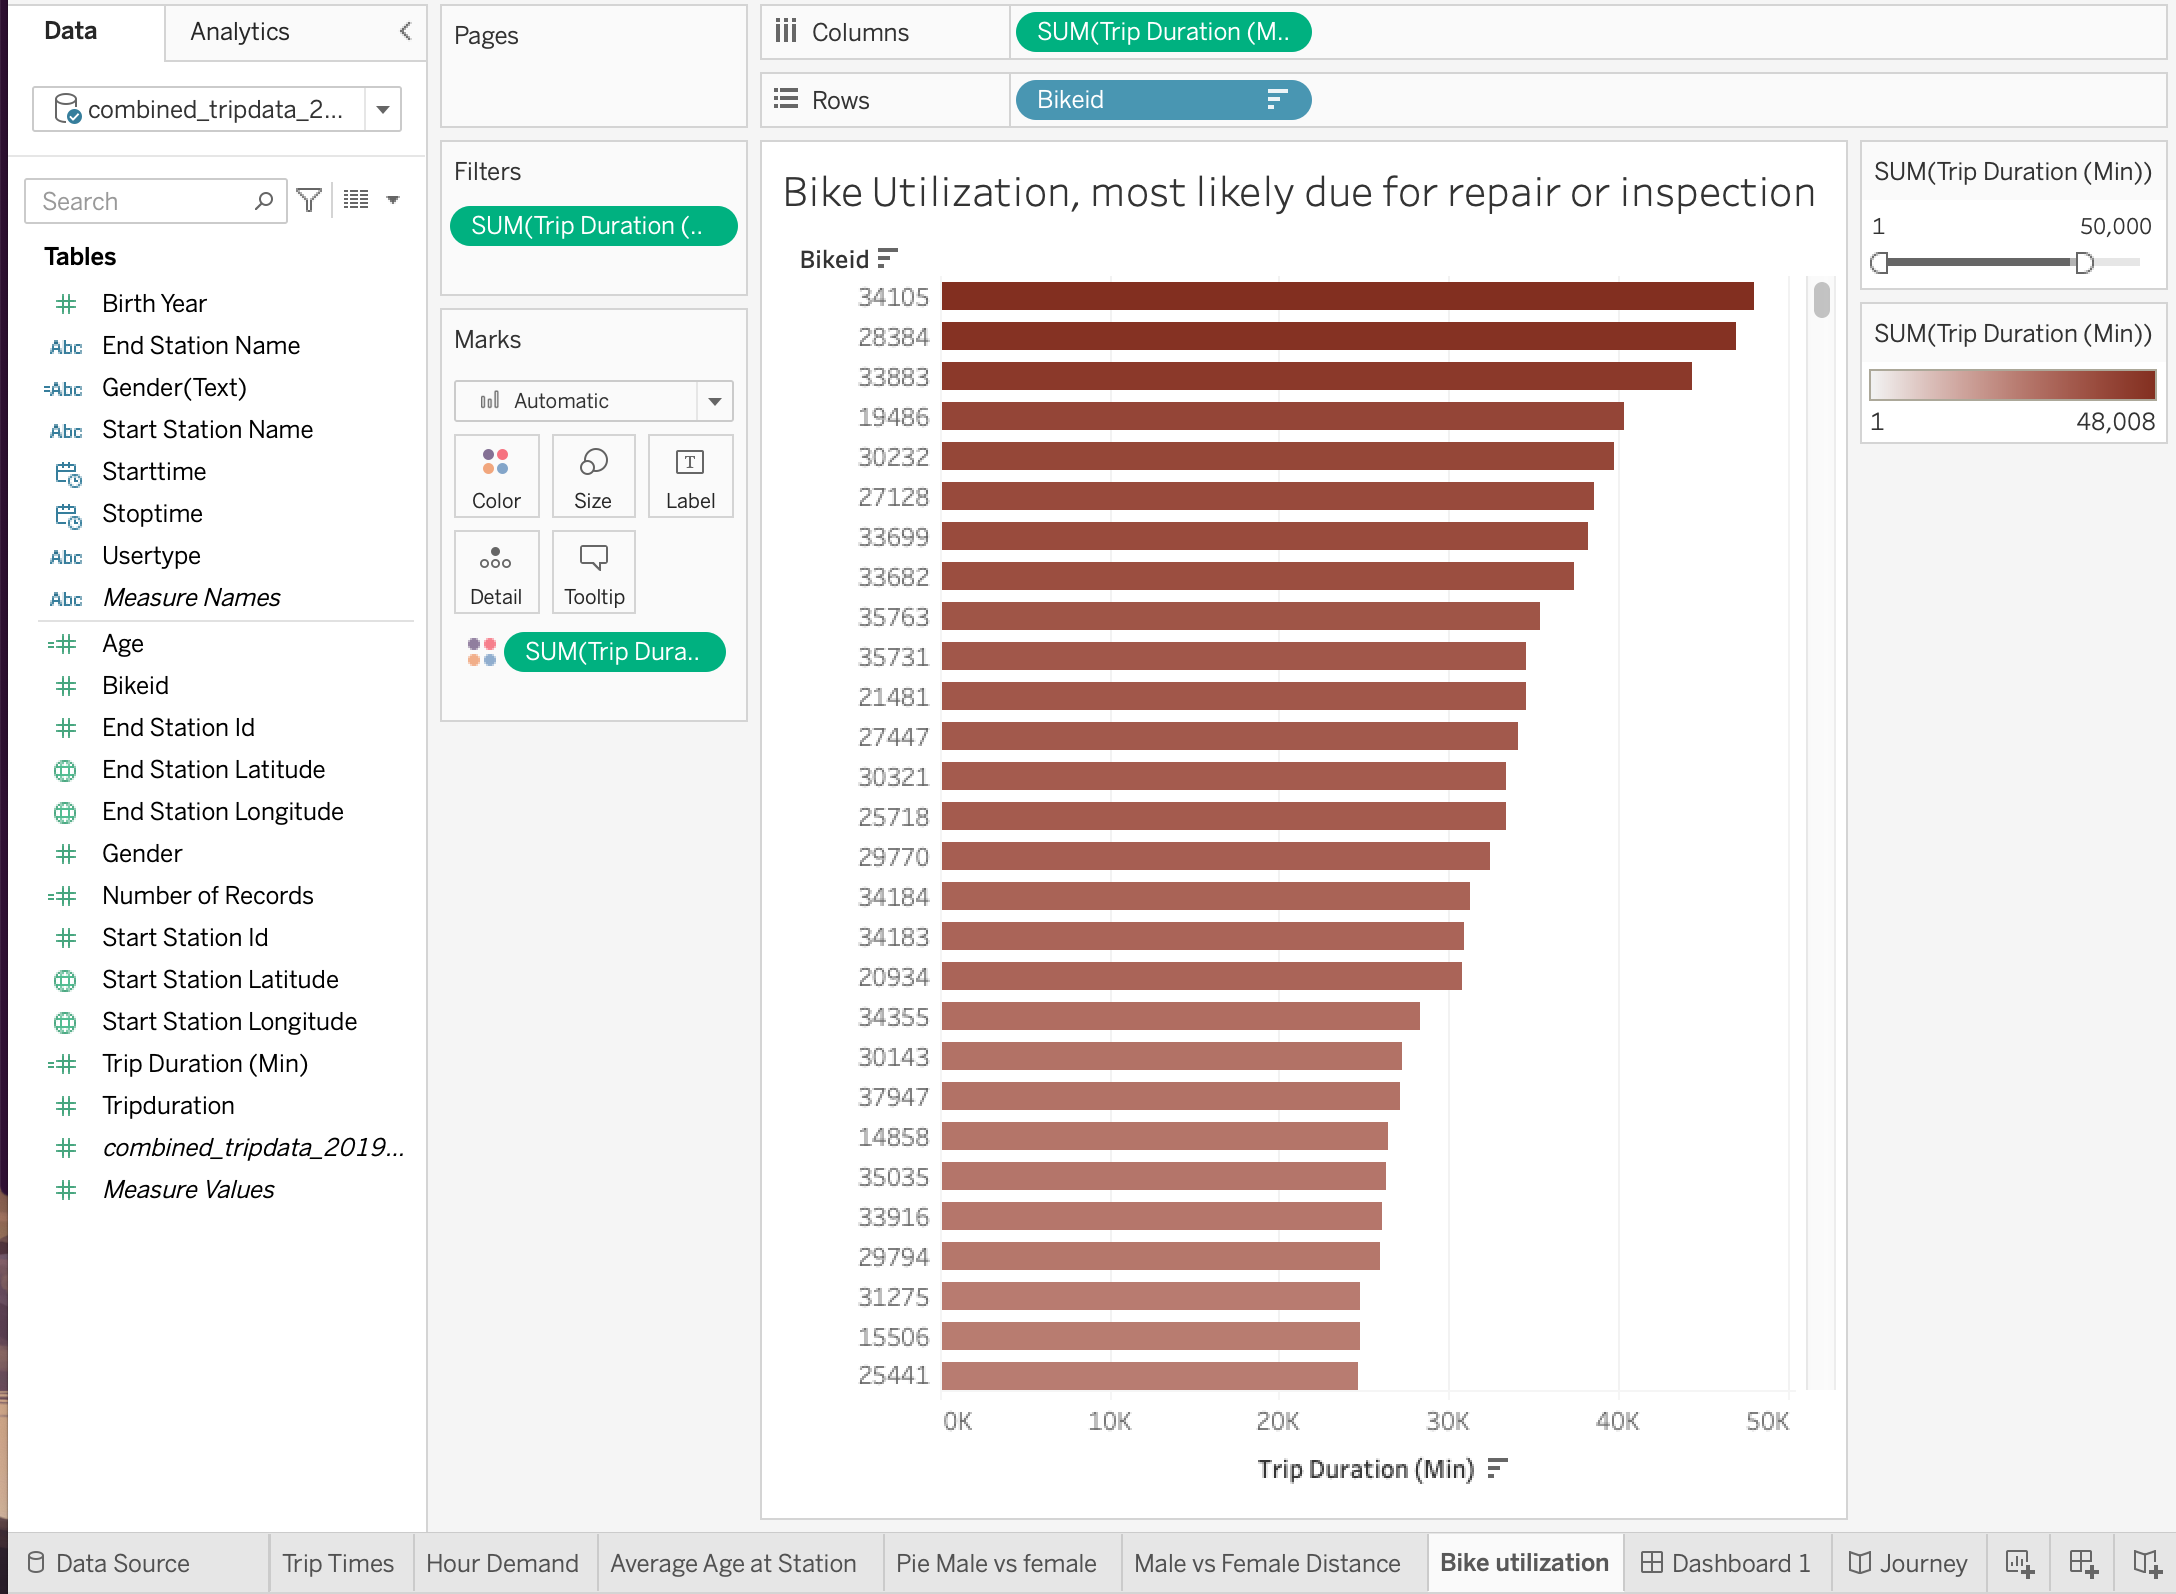 Data
Analytics
combined_tripdata_2...
Search
Tables
Birth Year
Abc End Station Name
=Abc Gender(Text)
Abc Start Station Name
Starttime
Stoptime
Abc Usertype
Abc Measure Names
Age
Bikeid
End Station Id
End Station Latitude
End Station Longitude
Gender
Number of Records
Start Station Id
Start Station Latitude
Start Station Longitude
Trip Duration (Min)
Tripduration
combined_tripdata_2019...
Measure Values
Pages
Filters
SUM(Trip Duration (..
Marks
Automatic
Color
Size
T
Label
Detail
Tooltip
SUM(Trip Dura..
Columns
SUM(Trip Duration (M..
Rows
Bikeid
Bike Utilization, most likely due for repair or inspection
Bikeid
34105
28384
33883
19486
30232
27128
33699
33682
35763
35731
21481
27447
30321
25718
29770
34184
34183
20934
34355
30143
37947
14858
35035
33916
29794
31275
15506
25441
0K 10K 20K 30K 40K 50K
Trip Duration (Min)
SUM(Trip Duration (Min))
1 50,000
SUM(Trip Duration (Min))
1 48,008
Data Source
Trip Times
Hour Demand
Average Age at Station
Pie Male vs female
Male vs Female Distance
Bike utilization
Dashboard 1
Journey